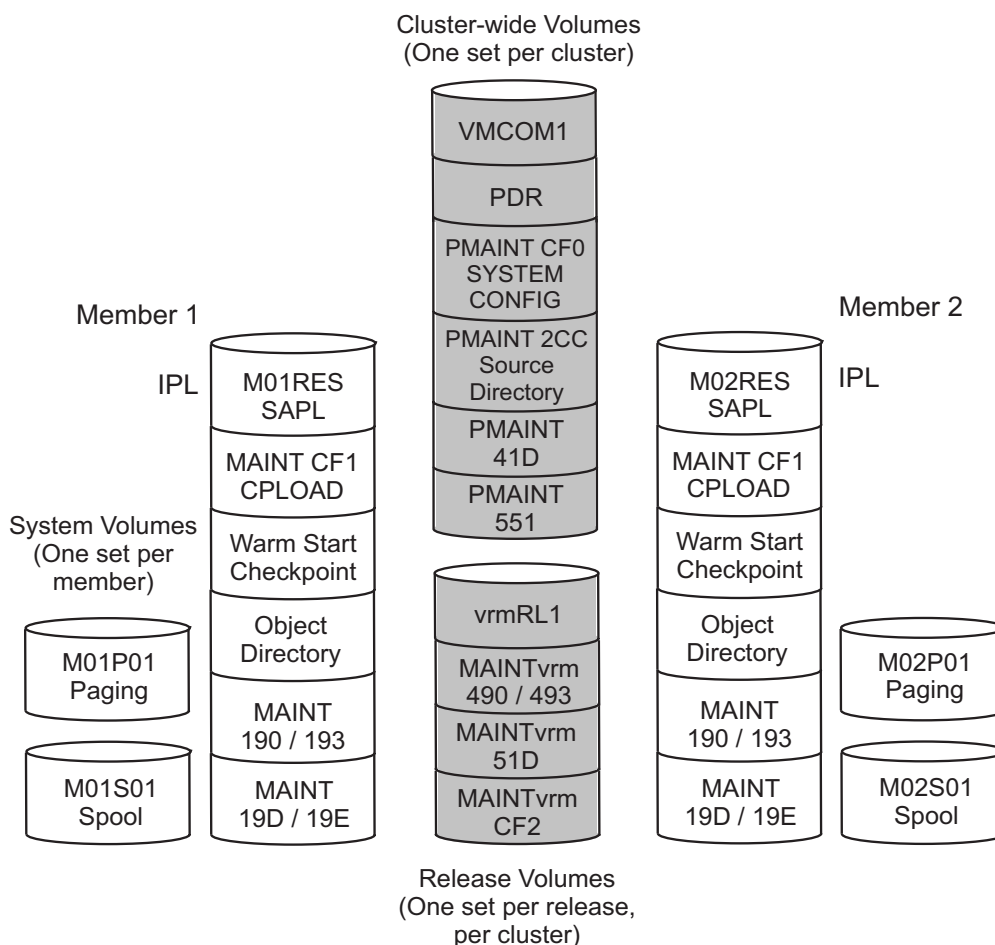 Cluster-wide Volumes
(One set per cluster)
VMCOM1
PDR
PMAINT CF0
SYSTEM
CONFIG
PMAINT 2CC
Source
Directory
PMAINT
41D
PMAINT
551
Member 1
IPL
M01RES
SAPL
MAINT CF1
CPLOAD
Warm Start
Checkpoint
Object
Directory
MAINT
190 / 193
MAINT
19D / 19E
System Volumes
(One set per
member)
M01P01
Paging
M01S01
Spool
vrmRL1
MAINTvrm
490 / 493
MAINTvrm
51D
MAINTvrm
CF2
Release Volumes
(One set per release,
per cluster)
Member 2
IPL
M02RES
SAPL
MAINT CF1
CPLOAD
Warm Start
Checkpoint
Object
Directory
MAINT
190 / 193
MAINT
19D / 19E
M02P01
Paging
M02S01
Spool